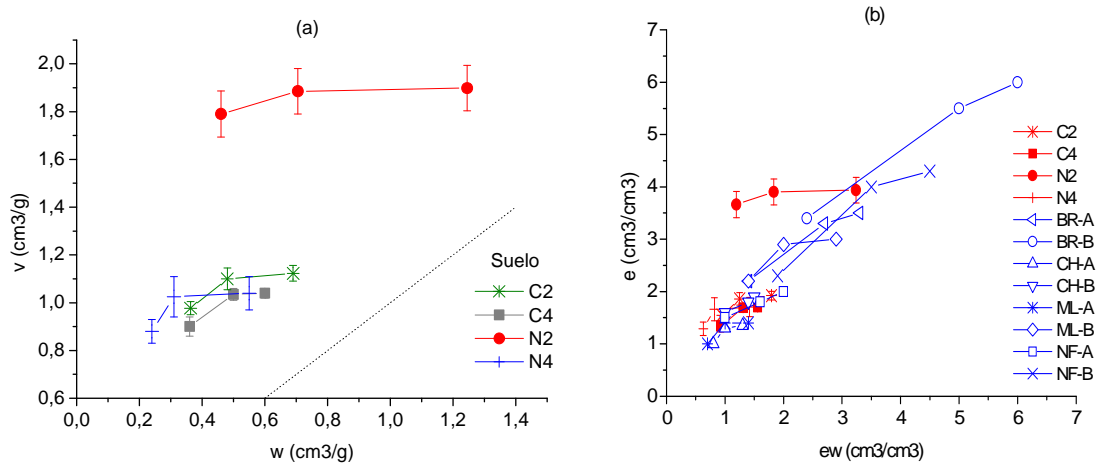 (a)
2,0
1,8
1,6
1,4
1,2
1,0
0,8
0,6
0,0 0,2 0,4 0,6 0,8 1,0 1,2 1,4
v (cm3/g)
w (cm3/g)
Suelo
C2
C4
N2
N4
(b)
7
6
5
4
3
2
1
0
0 1 2 3 4 5 6 7
e (cm3/cm3)
ew (cm3/cm3)
C2
C4
N2
N4
BR-A
BR-B
CH-A
CH-B
ML-A
ML-B
NF-A
NF-B